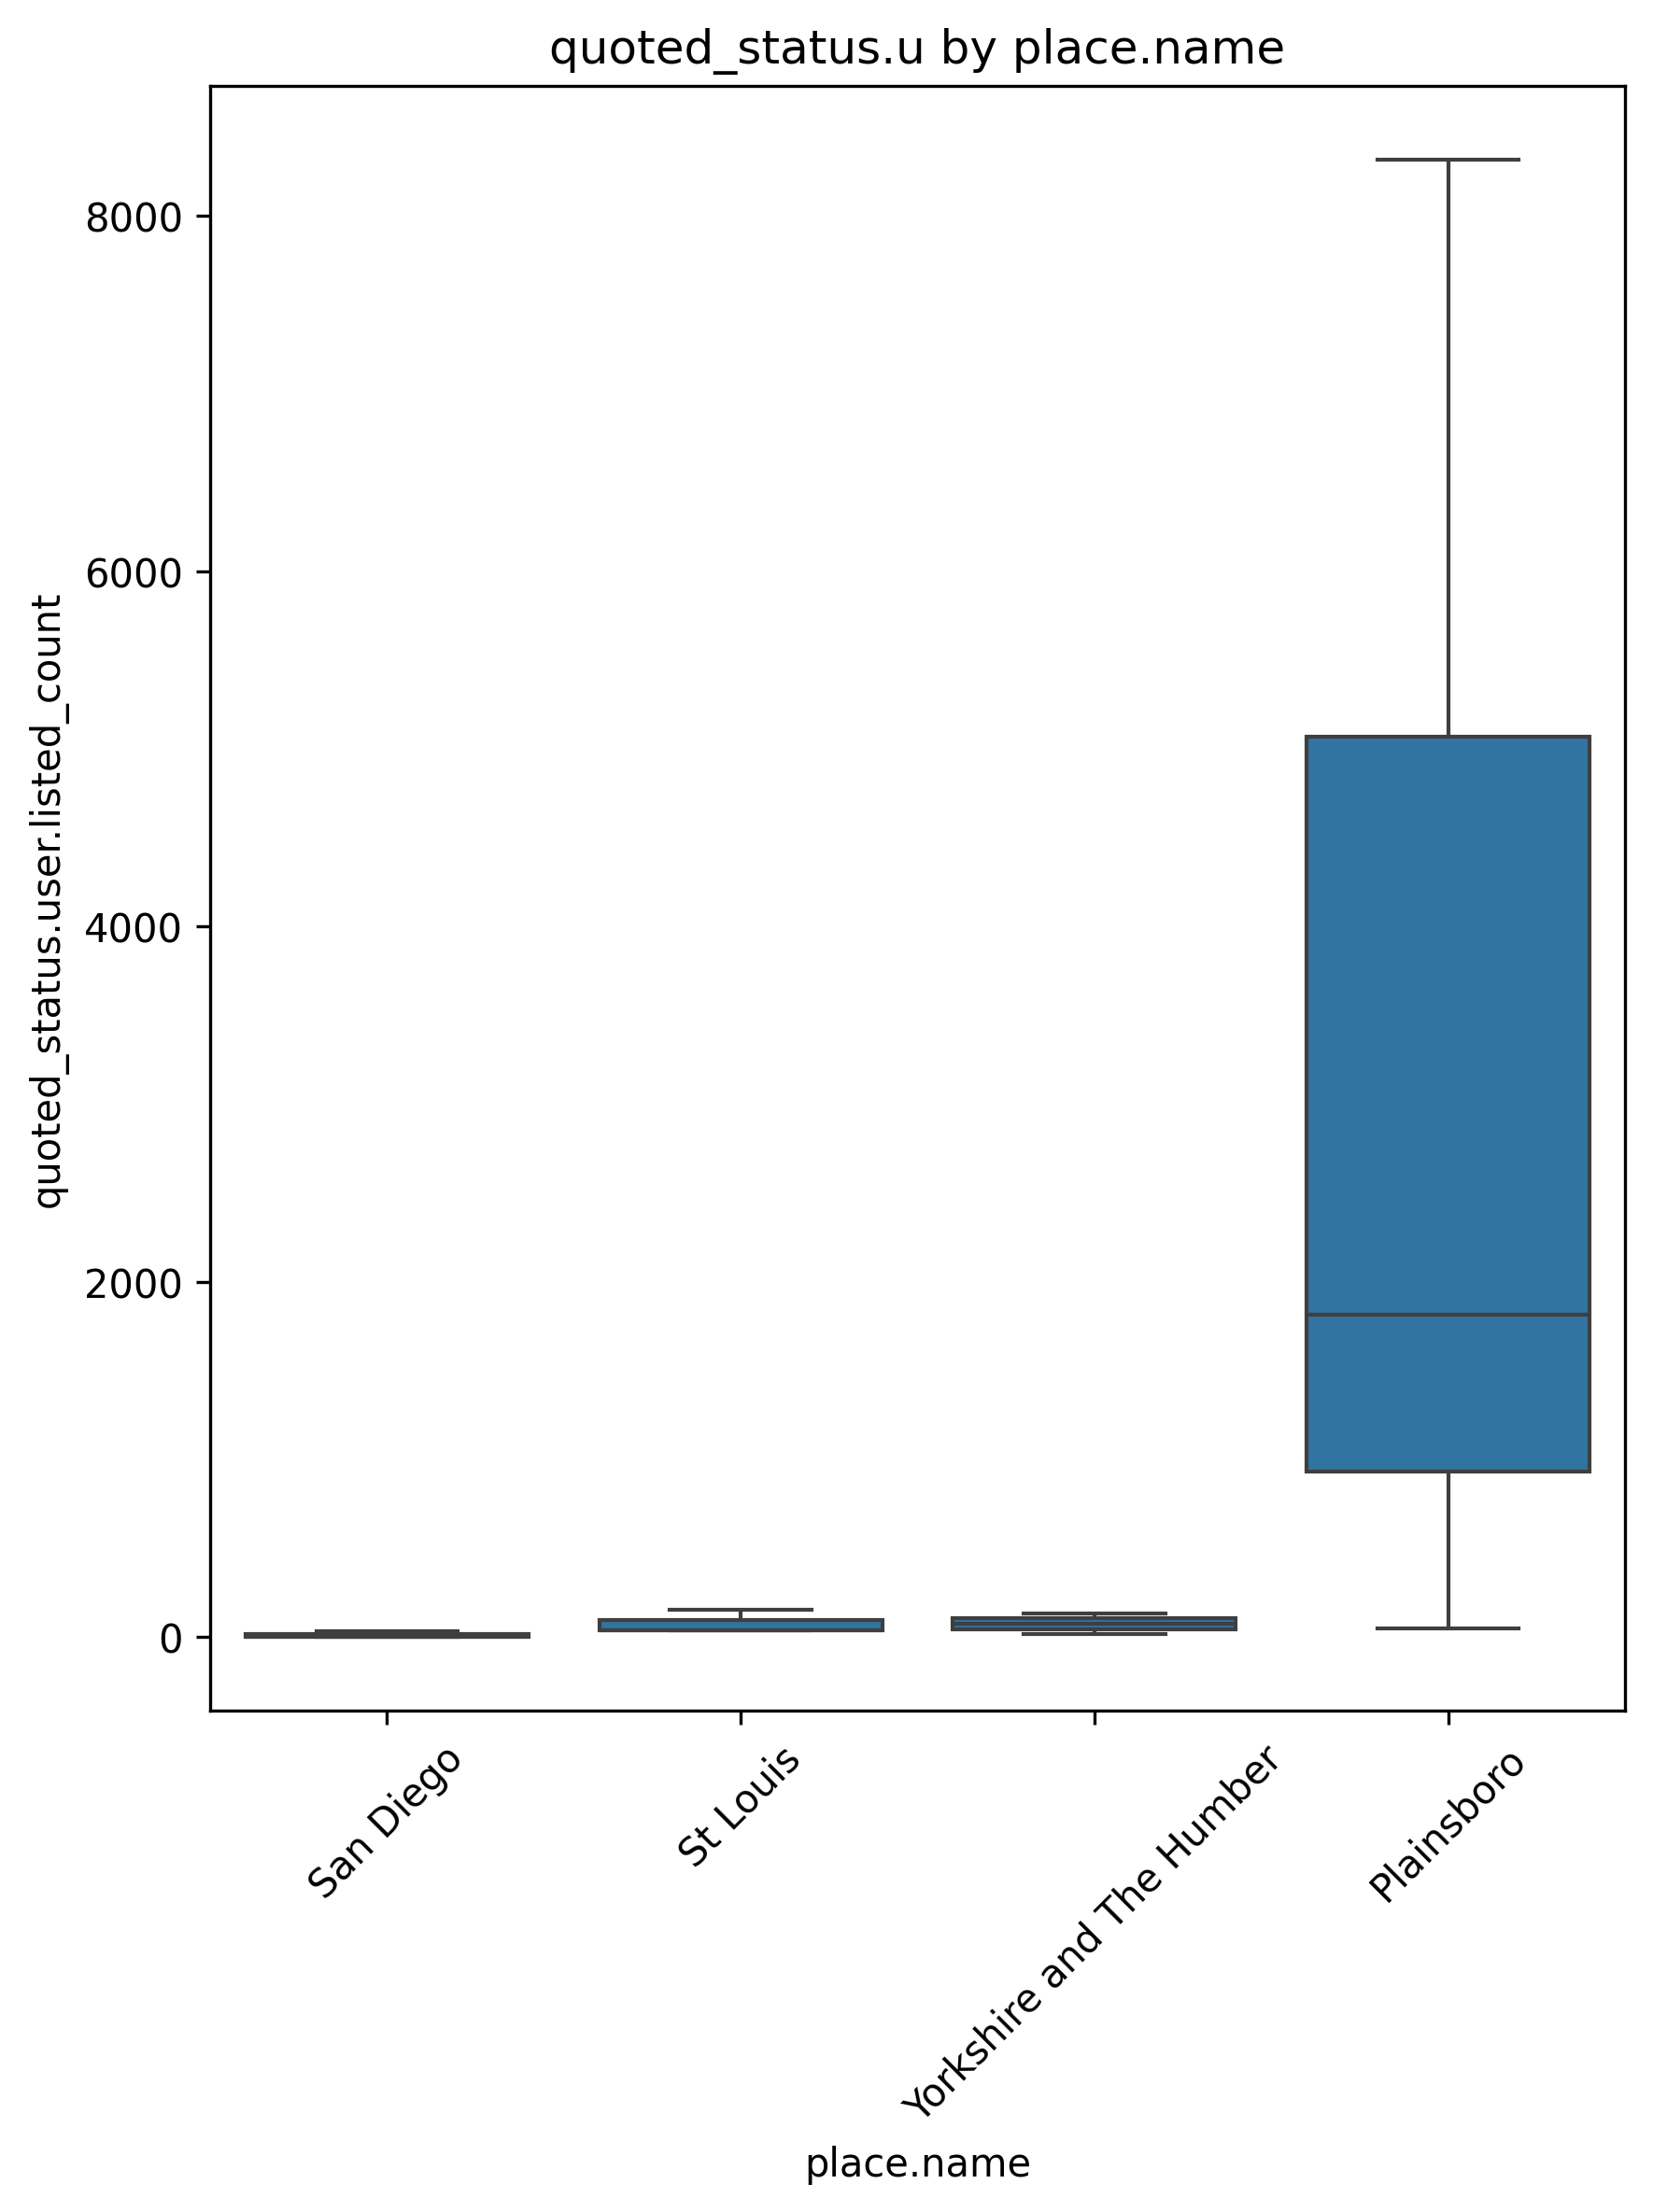 quoted_status.u by place.name
quoted_status.user.listed_count
8000
6000
4000
2000
0
San Diego
St Louis
Yorkshire and The Humber
Plainsboro
place.name